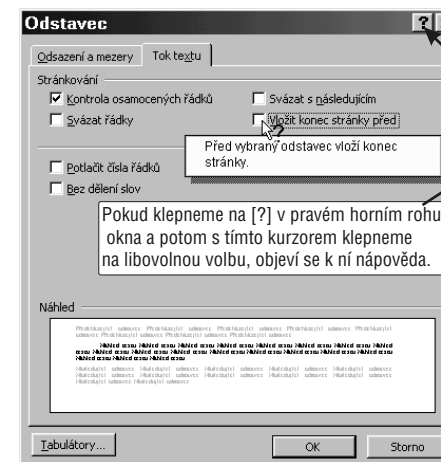 Odstavec
?
Odsazení a mezery Tok textu
Stránkování
Kontrola osamocených řádků Svázat s následujícím
Svázat řádky Vložit konec stránky před
Před vybraný odstavec vloží konec
stránky.
Potlačit čísla řádků
Bez dělení slov
Pokud klepneme na [?] v pravém horním rohu
okna a potom s tímto kurzorem klepneme
na libovolnou volbu, objeví se k ní nápověda.
Náhled
Tabulátory... OK Storno